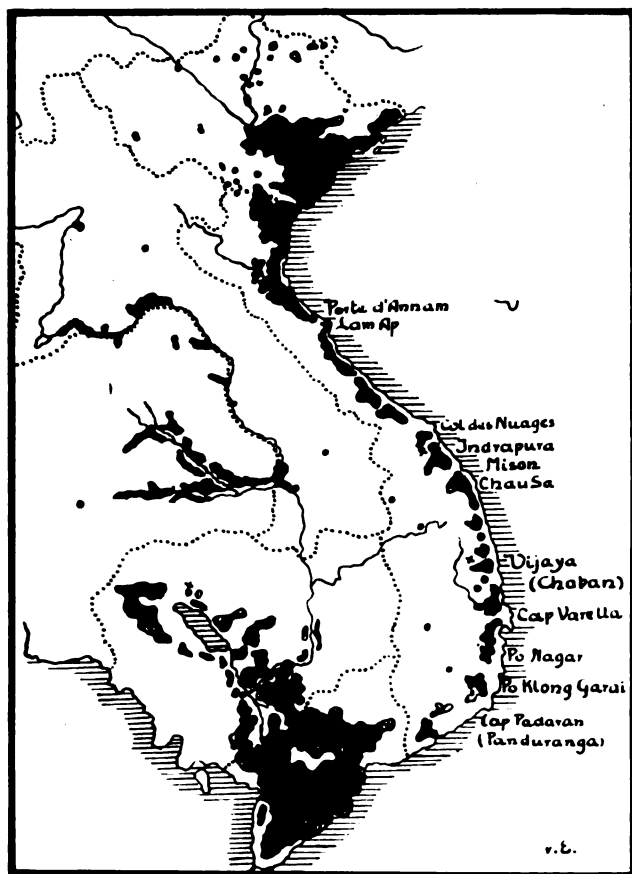 Porte d'Annam
Lam Ap
Col des Nuages
Indrapura
Mison
Chau Sa
Vijaya
(Chaban)
Cap Varella
Po Nagar
Po Klong Garai
Cap Padaran
(Panduranga)
v.E.